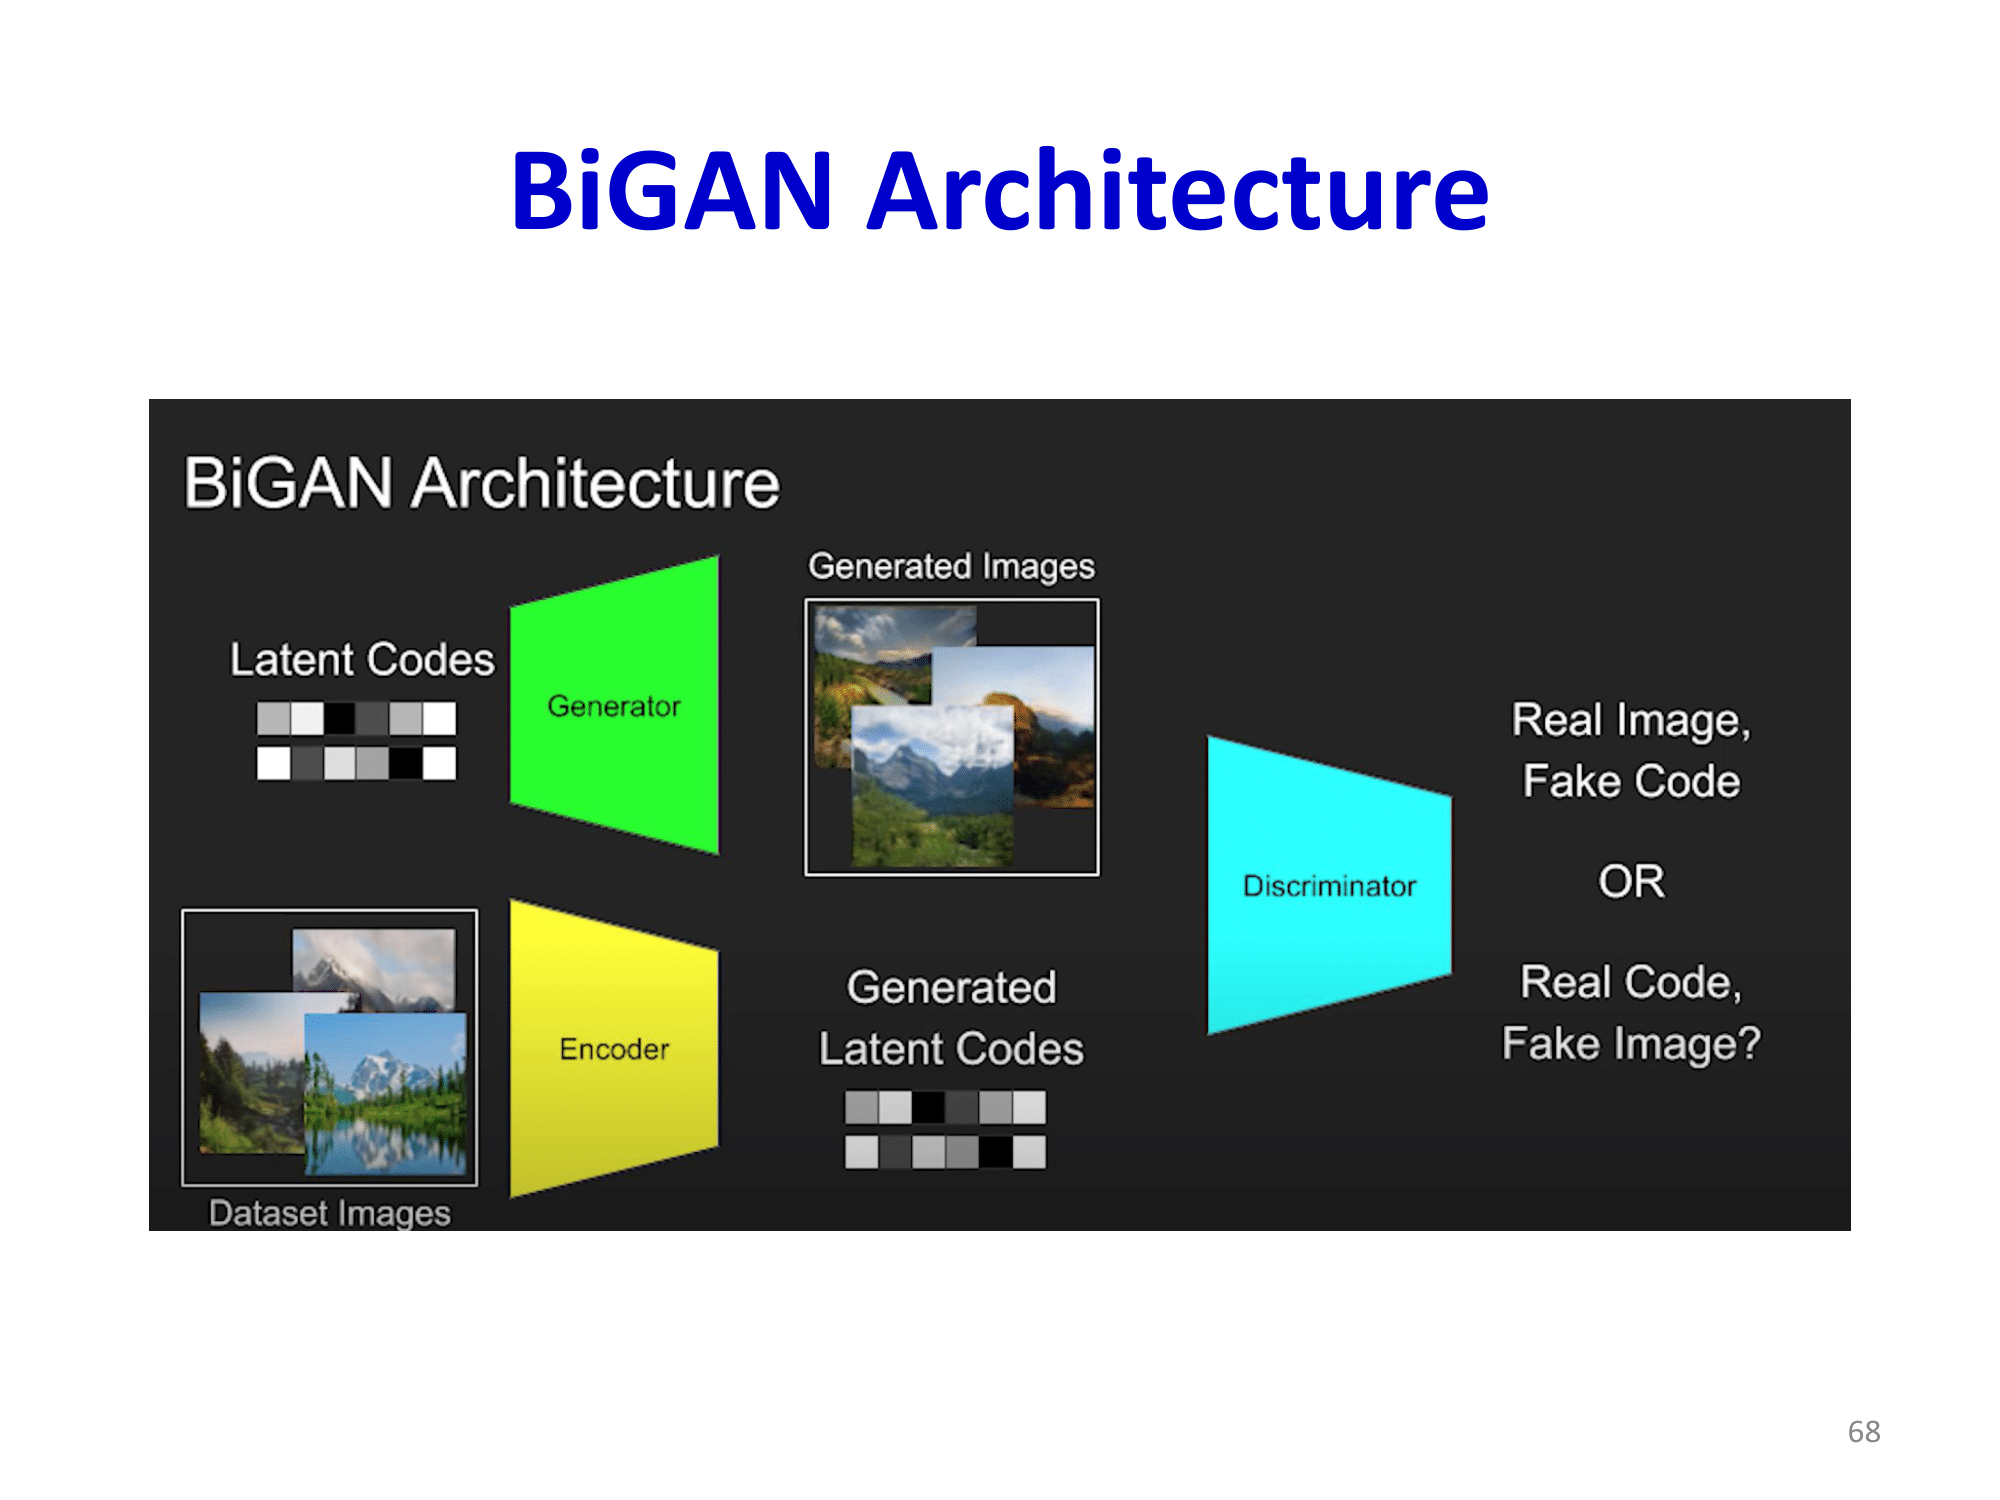 BiGAN Architecture
BiGAN Architecture
Latent Codes
Generator
Generated Images
Dataset Images
Encoder
Generated
Latent Codes
Discriminator
Real Image,
Fake Code
OR
Real Code,
Fake Image?
68